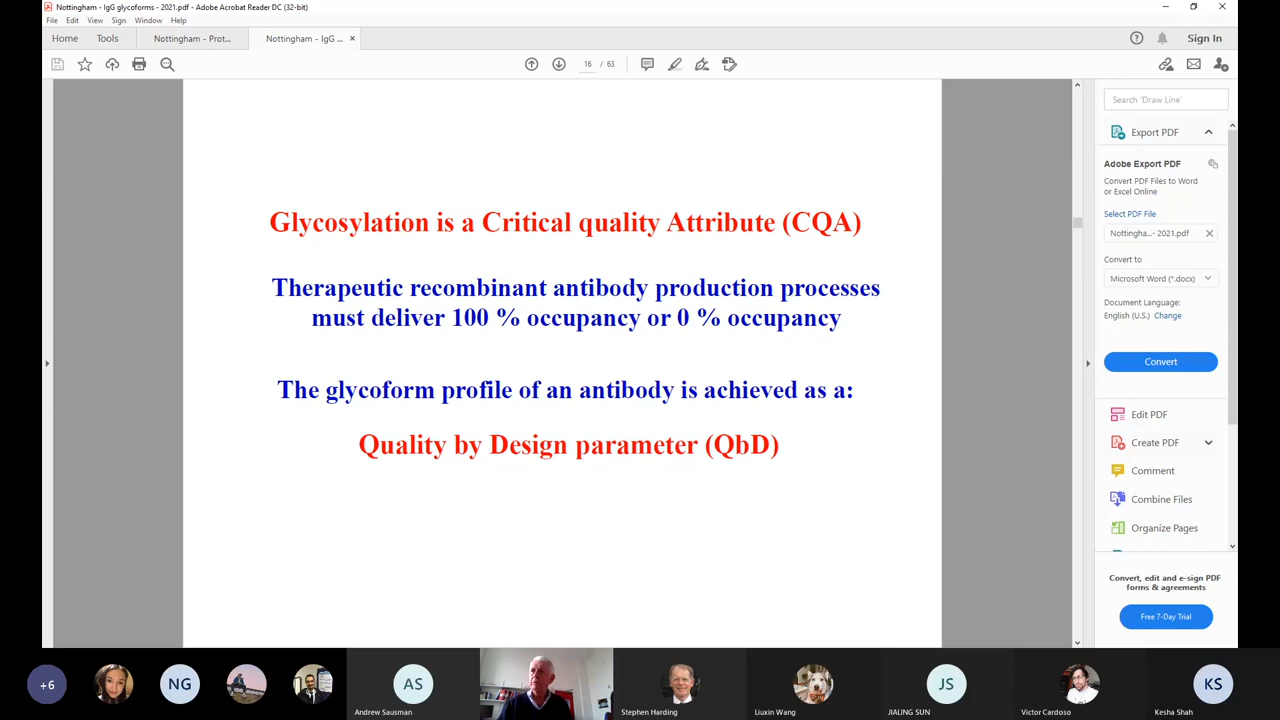 Nottingham - IgG glycoforms - 2021.pdf - Adobe Acrobat Reader DC (32-bit)
File Edit View Sign Window Help
Home Tools Nottingham - Prot... Nottingham - IgG ... ×
Sign In
16 / 63
Search 'Draw Line'
Export PDF
Adobe Export PDF
Convert PDF Files to Word
or Excel Online
Select PDF File
Nottingha...- 2021.pdf
Convert to
Microsoft Word (*.docx)
Document Language:
English (U.S.) Change
Convert
Edit PDF
Create PDF
Comment
Combine Files
Organize Pages
Convert, edit and e-sign PDF
forms & agreements
Free 7-Day Trial
Glycosylation is a Critical quality Attribute (CQA)
Therapeutic recombinant antibody production processes
must deliver 100 % occupancy or 0 % occupancy
The glycoform profile of an antibody is achieved as a:
Quality by Design parameter (QbD)
+6
NG
AS
Andrew Sausman
Stephen Harding
Liuxin Wang
JS
JIALING SUN
Victor Cardoso
KS
Kesha Shah